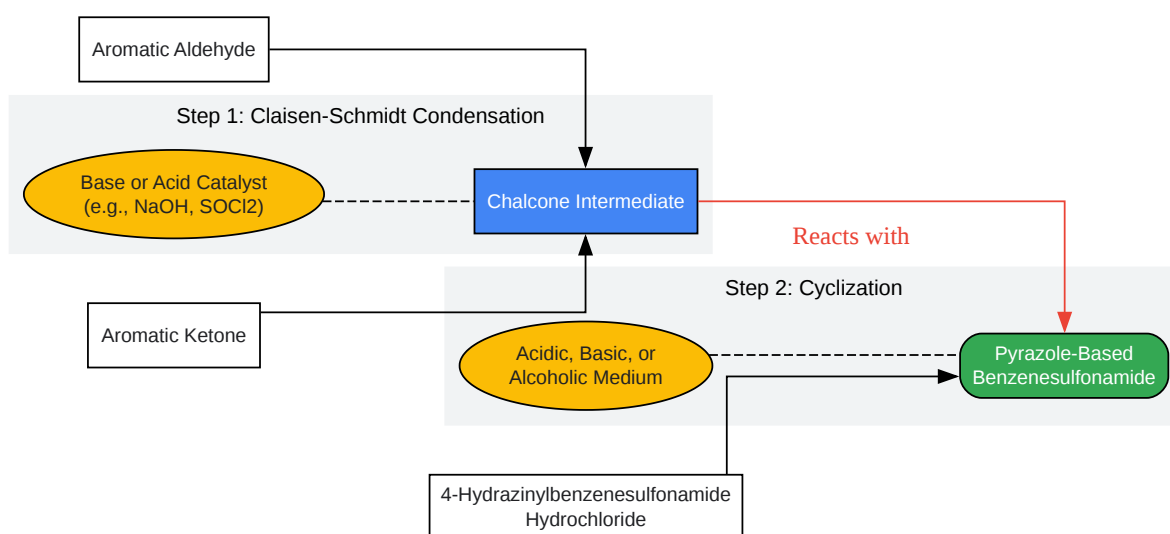 Aromatic Aldehyde
Step 1: Claisen-Schmidt Condensation
Base or Acid Catalyst
(e.g., NaOH, SOCl2)
Chalcone Intermediate
Reacts with
Step 2: Cyclization
Aromatic Ketone
Acidic, Basic, or
Alcoholic Medium
Pyrazole-Based
Benzenesulfonamide
4-Hydrazinylbenzenesulfonamide
Hydrochloride